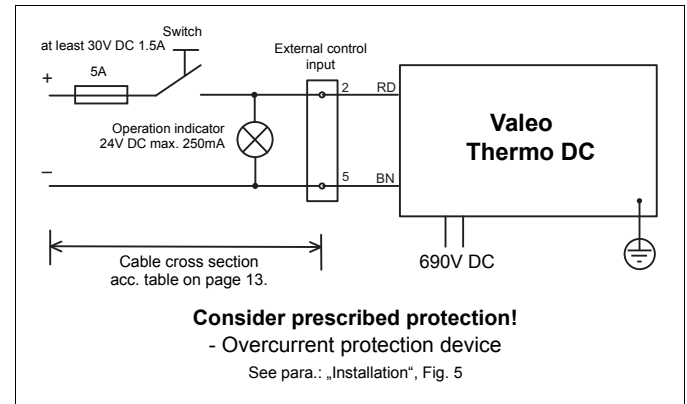 Switch
at least 30V DC 1.5A
External control
input
+
5A
2
RD
Operation indicator
24V DC max. 250mA
Valeo
Thermo DC
–
5
BN
Cable cross section
acc. table on page 13.
690V DC
Consider prescribed protection!
- Overcurrent protection device
See para.: „Installation“, Fig. 5